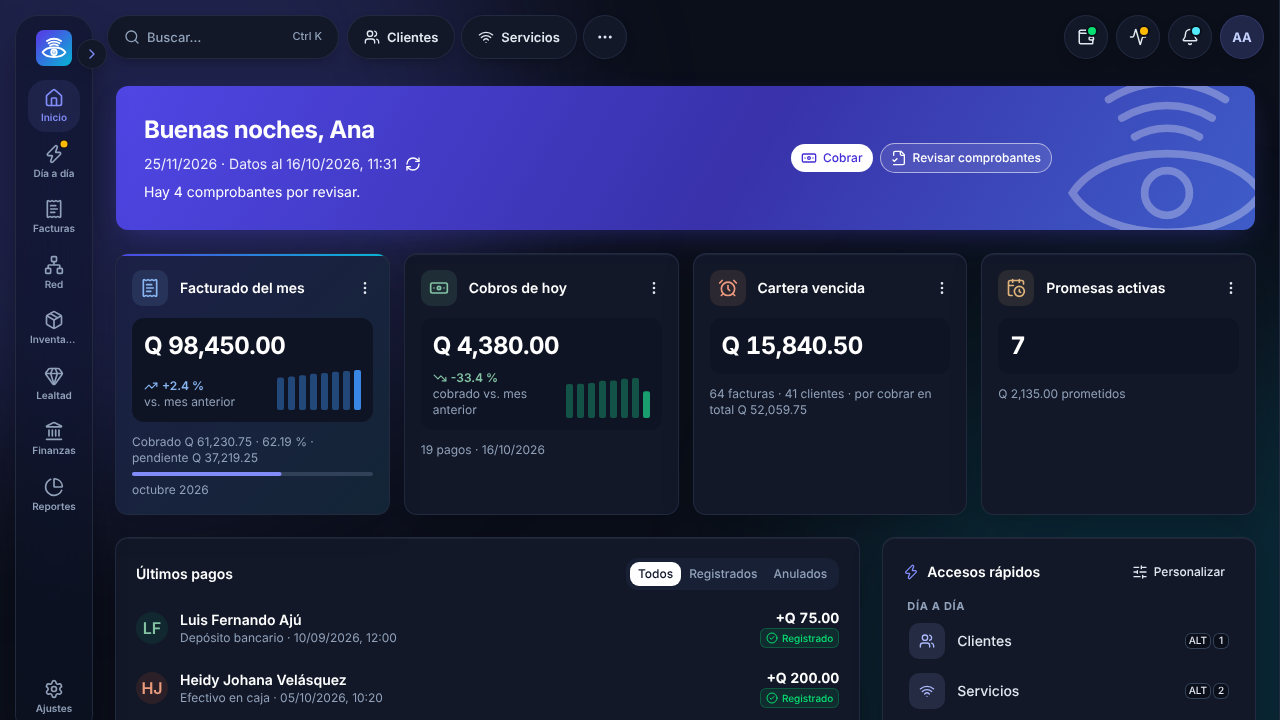 Buscar...
Ctrl K
Clientes
Servicios
AA
Inicio
Día a día
Facturas
Red
Inventa...
Lealtad
Finanzas
Reportes
Ajustes
Buenas noches, Ana
25/11/2026 · Datos al 16/10/2026, 11:31
Hay 4 comprobantes por revisar.
Cobrar
Revisar comprobantes
Facturado del mes
Q 98,450.00
+2.4 %
vs. mes anterior
Cobrado Q 61,230.75 · 62.19 % ·
pendiente Q 37,219.25
octubre 2026
Cobros de hoy
Q 4,380.00
-33.4 %
cobrado vs. mes
anterior
19 pagos · 16/10/2026
Cartera vencida
Q 15,840.50
64 facturas · 41 clientes · por cobrar en
total Q 52,059.75
Promesas activas
7
Q 2,135.00 prometidos
Últimos pagos
Todos
Registrados
Anulados
LF
Luis Fernando Ajú
Depósito bancario · 10/09/2026, 12:00
+Q 75.00
Registrado
HJ
Heidy Johana Velásquez
Efectivo en caja · 05/10/2026, 10:20
+Q 200.00
Registrado
Accesos rápidos
Personalizar
DÍA A DÍA
Clientes
ALT 1
Servicios
ALT 2